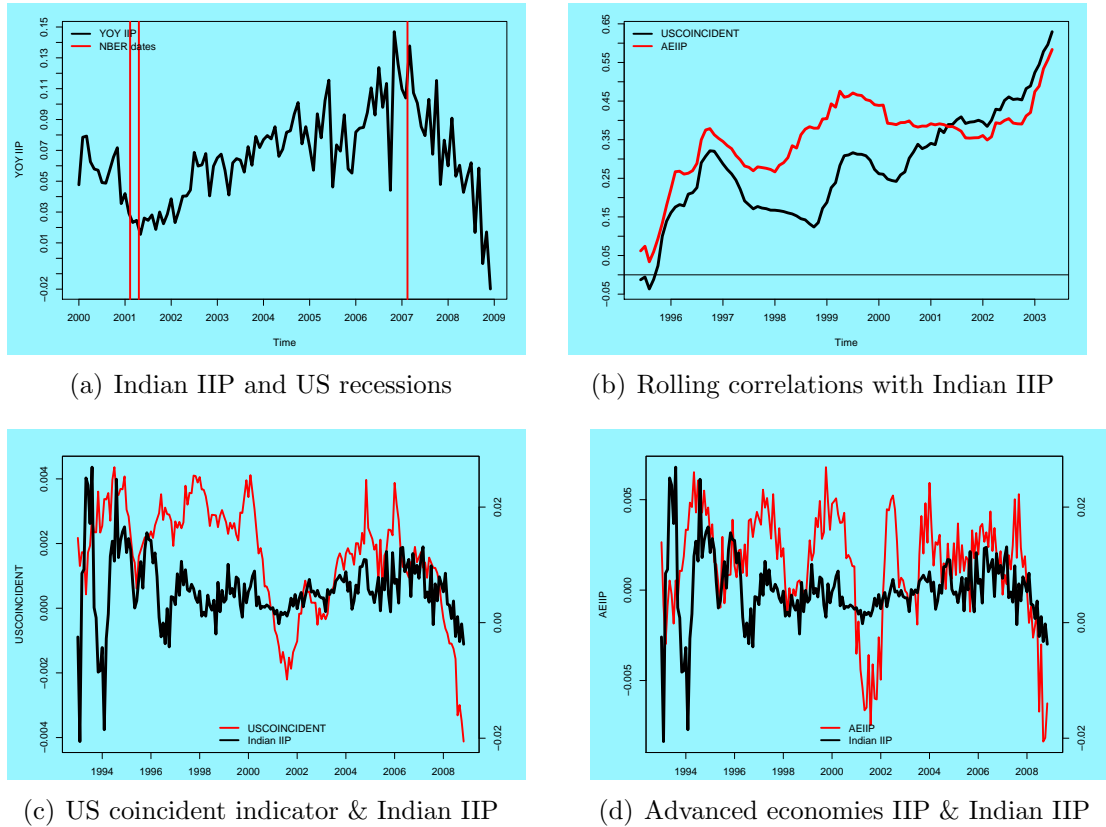 YOY IIP
NBER dates
YOY IIP
0.15
0.13
0.11
0.09
0.07
0.05
0.03
0.01
−0.02
2000 2001 2002 2003 2004 2005 2006 2007 2008 2009
Time
(a) Indian IIP and US recessions
USCOINCIDENT
AEIIP
0.65
0.55
0.45
0.35
0.25
0.15
0.05
−0.05
1996 1997 1998 1999 2000 2001 2002 2003
Time
(b) Rolling correlations with Indian IIP
USCOINCIDENT
0.004
0.002
0.000
−0.002
−0.004
0.02
0.00
−0.02
USCOINCIDENT
Indian IIP
1994 1996 1998 2000 2002 2004 2006 2008
(c) US coincident indicator & Indian IIP
AEIIP
0.005
0.000
−0.005
0.02
0.00
−0.02
AEIIP
Indian IIP
1994 1996 1998 2000 2002 2004 2006 2008
(d) Advanced economies IIP & Indian IIP